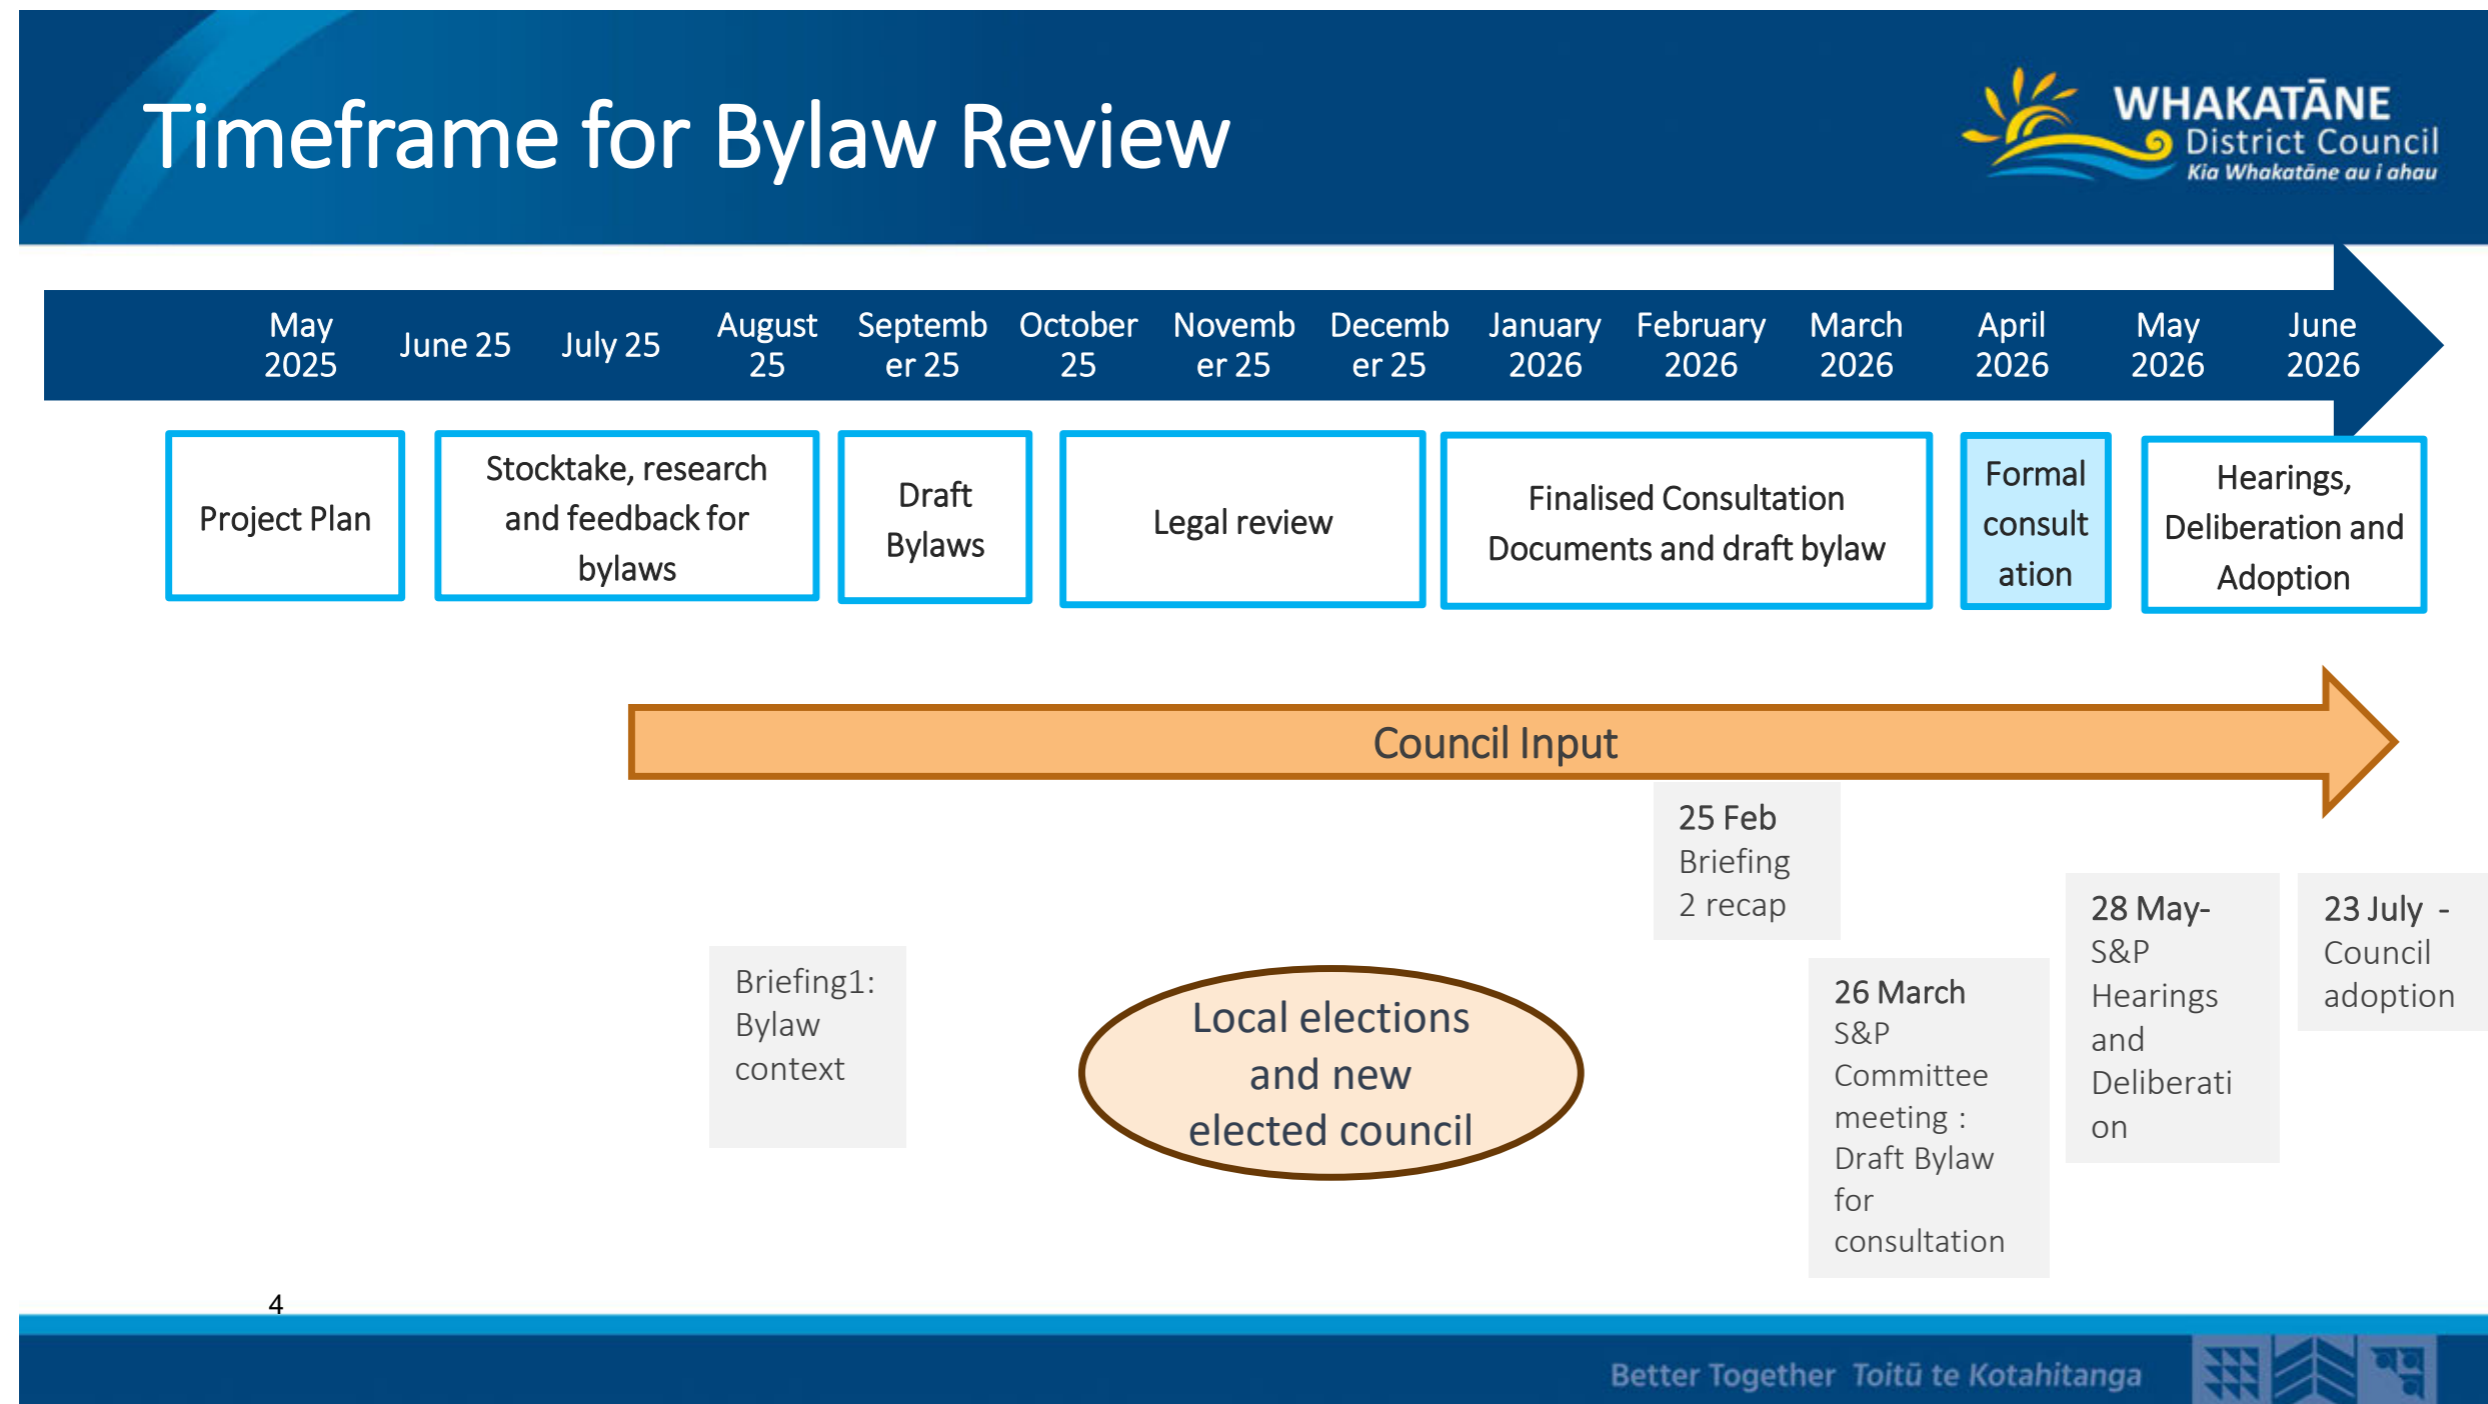 Timeframe for Bylaw Review
WHAKATĀNE
District Council
Kia Whakatāne au i ahau
May
2025
June 25
July 25
August
25
Septemb
er 25
October
25
Novemb
er 25
Decemb
er 25
January
2026
February
2026
March
2026
April
2026
May
2026
June
2026
Project Plan
Stocktake, research
and feedback for
bylaws
Draft
Bylaws
Legal review
Finalised Consultation
Documents and draft bylaw
Formal
consult
ation
Hearings,
Deliberation and
Adoption
Council Input
25 Feb
Briefing
2 recap
Briefing1:
Bylaw
context
Local elections
and new
elected council
26 March
S&P
Committee
meeting :
Draft Bylaw
for
consultation
28 May-
S&P
Hearings
and
Deliberati
on
23 July -
Council
adoption
4
Better Together Toitū te Kotahitanga